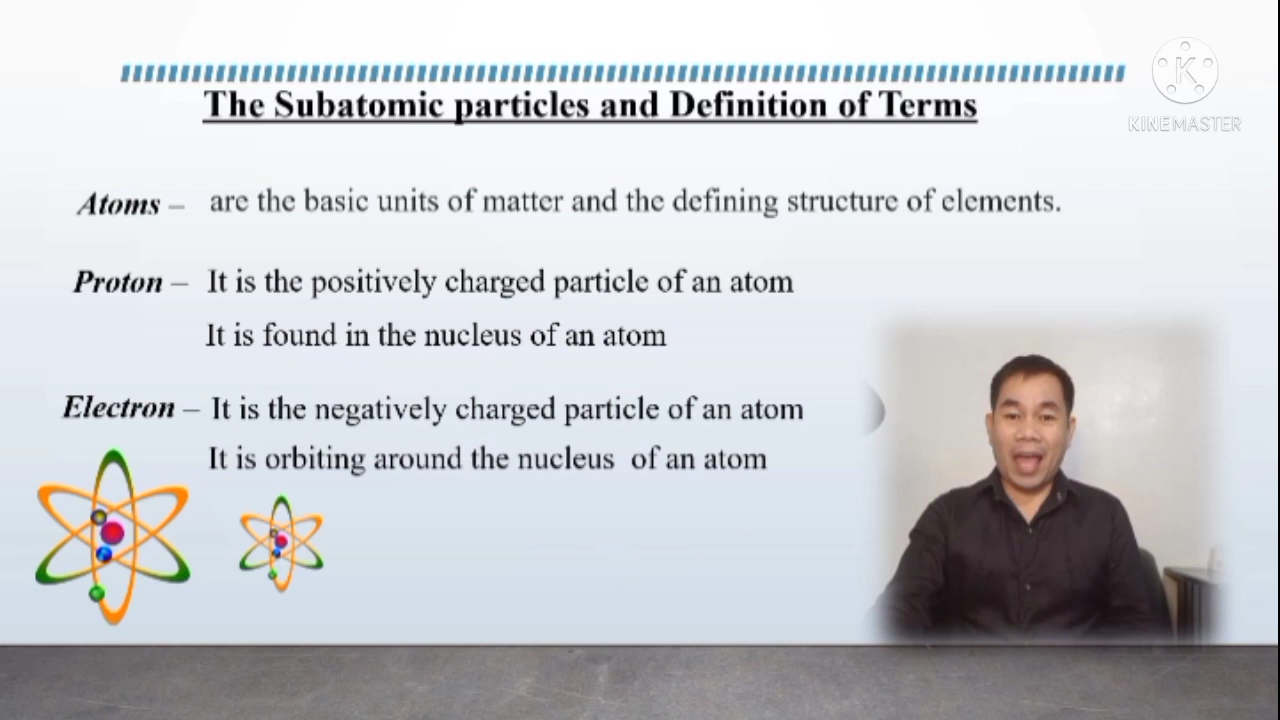 The Subatomic particles and Definition of Terms
K
KINEMASTER
Atoms – are the basic units of matter and the defining structure of elements.
Proton – It is the positively charged particle of an atom
It is found in the nucleus of an atom
Electron – It is the negatively charged particle of an atom
It is orbiting around the nucleus of an atom